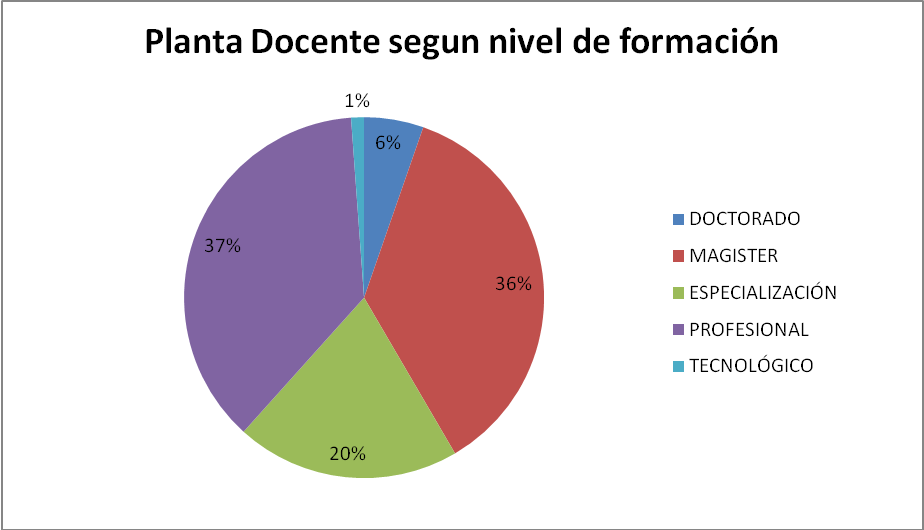 Planta Docente segun nivel de formación
1%
6%
37%
36%
20%
DOCTORADO
MAGISTER
ESPECIALIZACIÓN
PROFESIONAL
TECNOLÓGICO